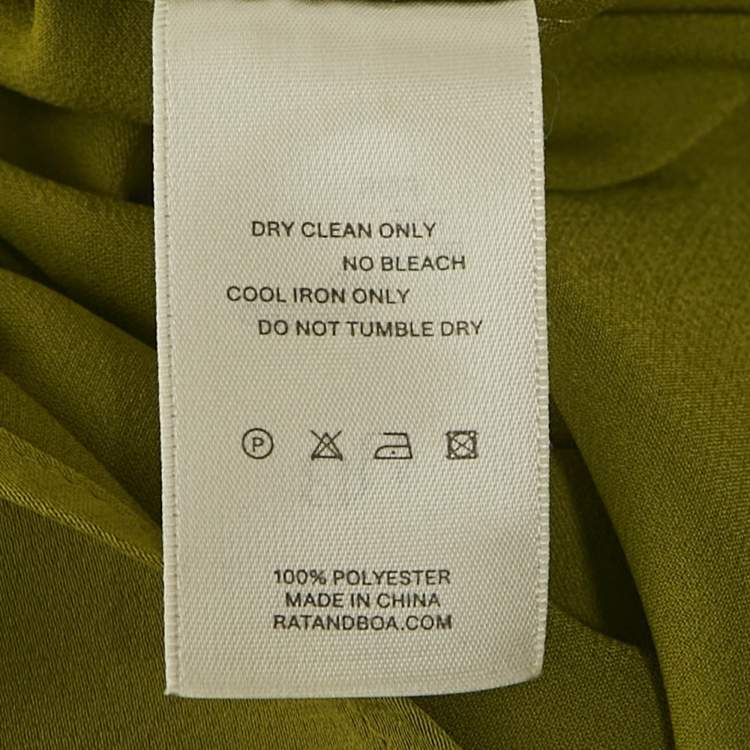 DRY CLEAN ONLY
NO BLEACH
COOL IRON ONLY
DO NOT TUMBLE DRY
P
100% POLYESTER
MADE IN CHINA
RATANDBOA.COM